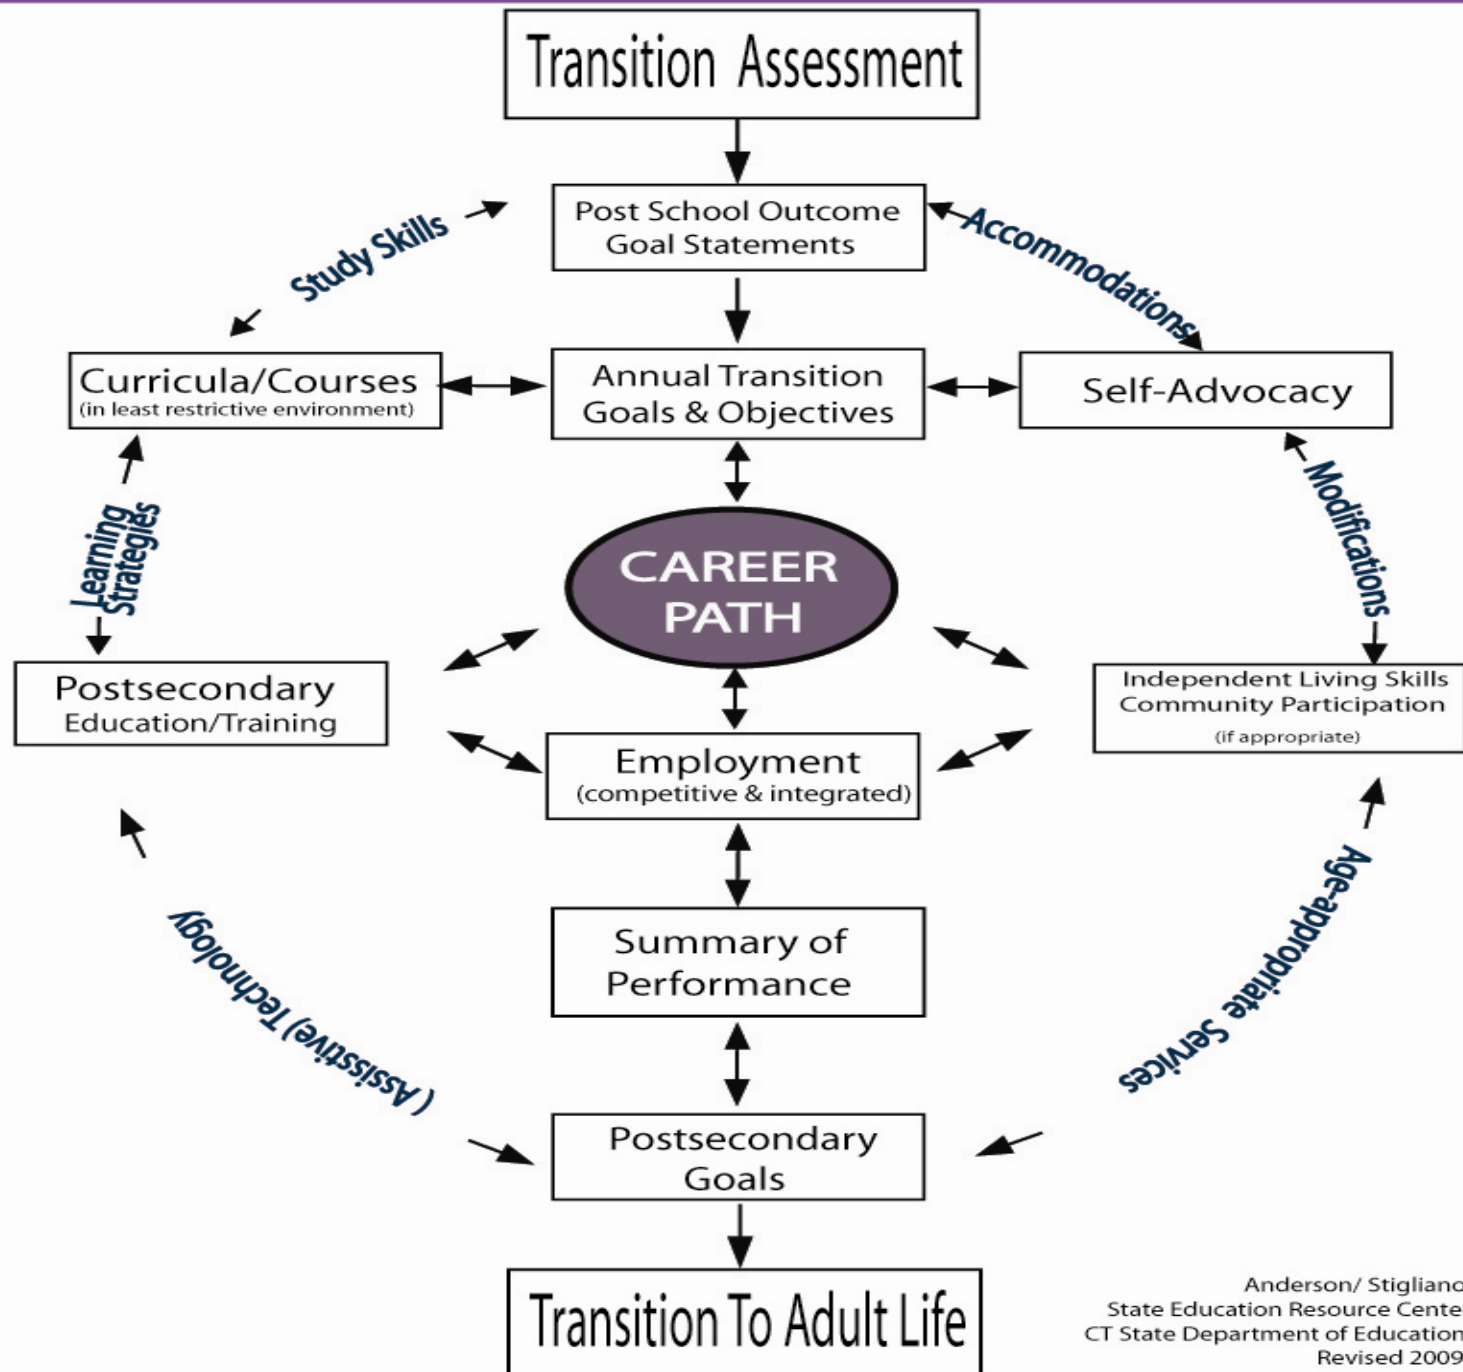 Transition Assessment
Post School Outcome
Goal Statements
Study Skills
Accommodations
Curricula/Courses
(in least restrictive environment)
Annual Transition
Goals & Objectives
Self-Advocacy
Learning
Strategies
Modifications
CAREER
PATH
Postsecondary
Education/Training
Independent Living Skills
Community Participation
(if appropriate)
Employment
(competitive & integrated)
Summary of
Performance
(Assisstive) Technology
Age-appropriate Services
Postsecondary
Goals
Transition To Adult Life
Anderson/ Stigliano
State Education Resource Center
CT State Department of Education
Revised 2009